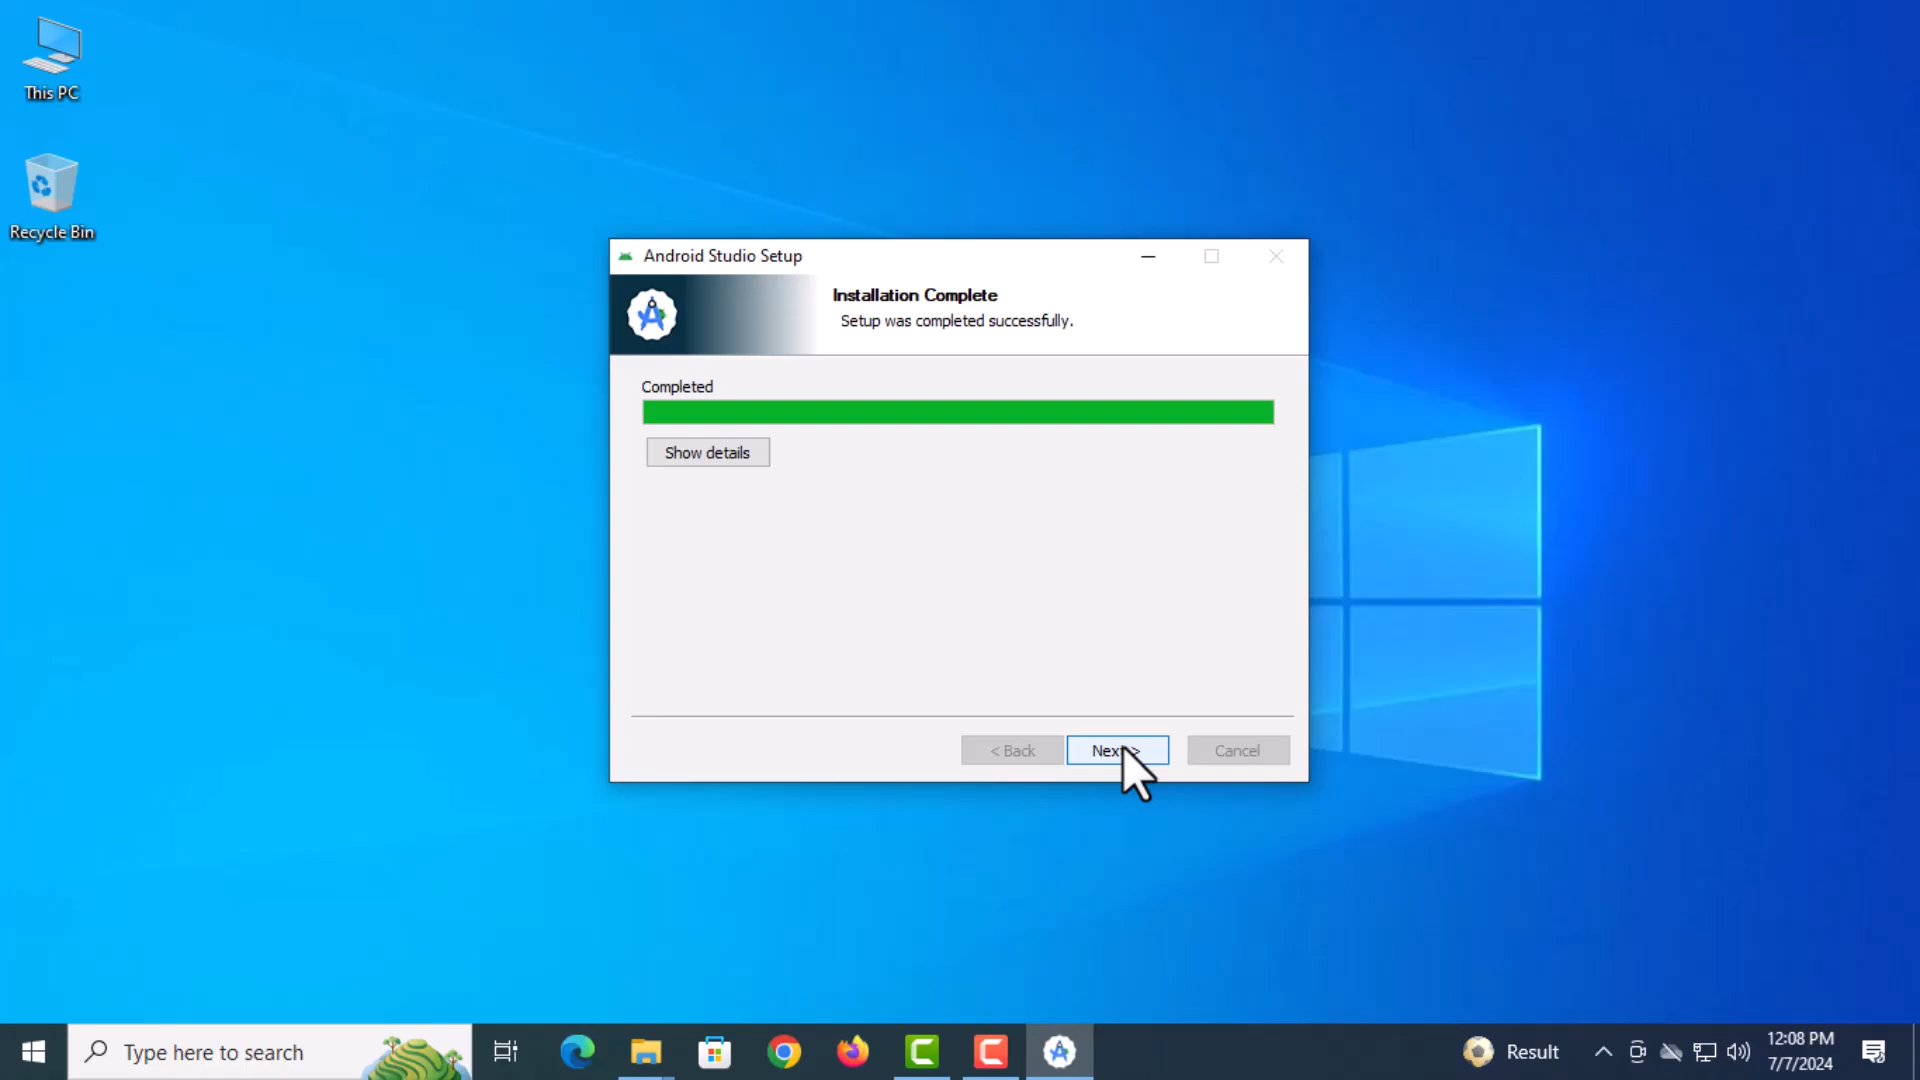 This PC
Recycle Bin
Android Studio Setup
Installation Complete
Setup was completed successfully.
Completed
Show details
< Back
Next >
Cancel
Type here to search
Result
12:08 PM
7/7/2024